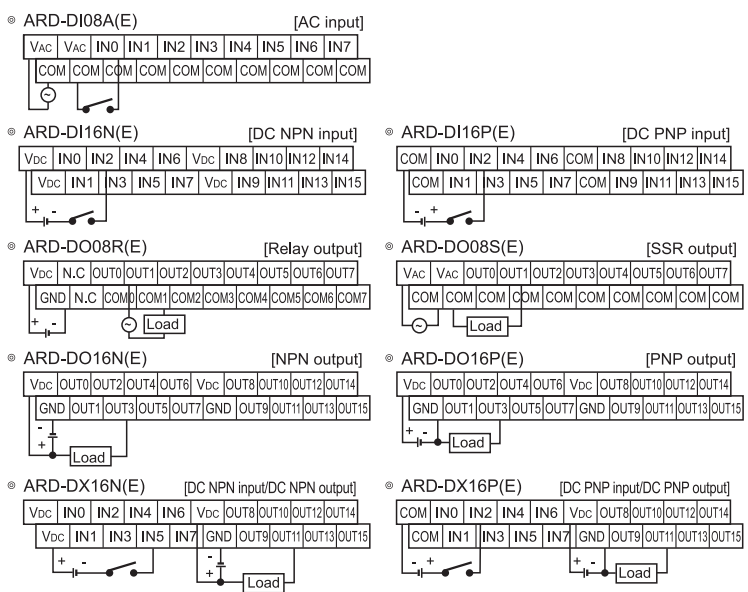 ◎ ARD-DI08A(E) [AC input]
VAC VAC IN0 IN1 IN2 IN3 IN4 IN5 IN6 IN7
COM COM COM COM COM COM COM COM COM COM
~
◎ ARD-DI16N(E) [DC NPN input]
VDC IN0 IN2 IN4 IN6 VDC IN8 IN10 IN12 IN14
VDC IN1 IN3 IN5 IN7 VDC IN9 IN11 IN13 IN15
+ -
◎ ARD-DI16P(E) [DC PNP input]
COM IN0 IN2 IN4 IN6 COM IN8 IN10 IN12 IN14
COM IN1 IN3 IN5 IN7 COM IN9 IN11 IN13 IN15
- +
◎ ARD-DO08R(E) [Relay output]
VDC N.C OUT0 OUT1 OUT2 OUT3 OUT4 OUT5 OUT6 OUT7
GND N.C COM0 COM1 COM2 COM3 COM4 COM5 COM6 COM7
+ - ~ Load
◎ ARD-DO08S(E) [SSR output]
VAC VAC OUT0 OUT1 OUT2 OUT3 OUT4 OUT5 OUT6 OUT7
COM COM COM COM COM COM COM COM COM COM
~ Load
◎ ARD-DO16N(E) [NPN output]
VDC OUT0 OUT2 OUT4 OUT6 VDC OUT8 OUT10 OUT12 OUT14
GND OUT1 OUT3 OUT5 OUT7 GND OUT9 OUT11 OUT13 OUT15
-
+ Load
◎ ARD-DO16P(E) [PNP output]
VDC OUT0 OUT2 OUT4 OUT6 VDC OUT8 OUT10 OUT12 OUT14
GND OUT1 OUT3 OUT5 OUT7 GND OUT9 OUT11 OUT13 OUT15
+ - Load
◎ ARD-DX16N(E) [DC NPN input/DC NPN output]
VDC IN0 IN2 IN4 IN6 VDC OUT8 OUT10 OUT12 OUT14
VDC IN1 IN3 IN5 IN7 GND OUT9 OUT11 OUT13 OUT15
+ - -
+ Load
◎ ARD-DX16P(E) [DC PNP input/DC PNP output]
COM IN0 IN2 IN4 IN6 VDC OUT8 OUT10 OUT12 OUT14
COM IN1 IN3 IN5 IN7 GND OUT9 OUT11 OUT13 OUT15
- + + - Load